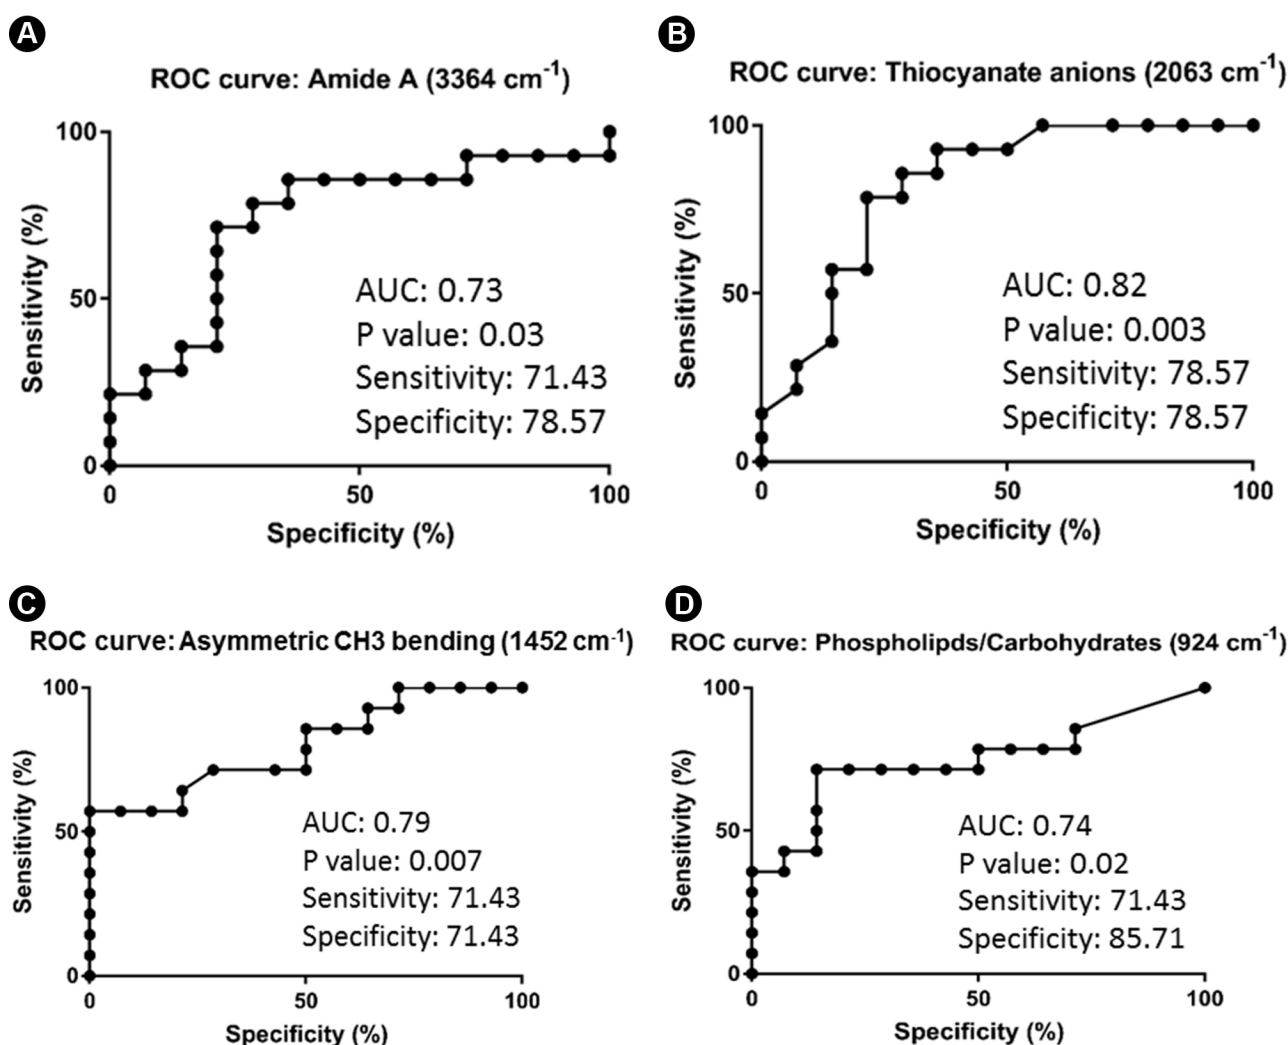 A
ROC curve: Amide A (3364 cm-1)
100
50
0
0 50 100
Sensitivity (%)
Specificity (%)
AUC: 0.73
P value: 0.03
Sensitivity: 71.43
Specificity: 78.57
B
ROC curve: Thiocyanate anions (2063 cm-1)
100
50
0
0 50 100
Sensitivity (%)
Specificity (%)
AUC: 0.82
P value: 0.003
Sensitivity: 78.57
Specificity: 78.57
C
ROC curve: Asymmetric CH3 bending (1452 cm-1)
100
50
0
0 50 100
Sensitivity (%)
Specificity (%)
AUC: 0.79
P value: 0.007
Sensitivity: 71.43
Specificity: 71.43
D
ROC curve: Phospholipds/Carbohydrates (924 cm-1)
100
50
0
0 50 100
Sensitivity (%)
Specificity (%)
AUC: 0.74
P value: 0.02
Sensitivity: 71.43
Specificity: 85.71